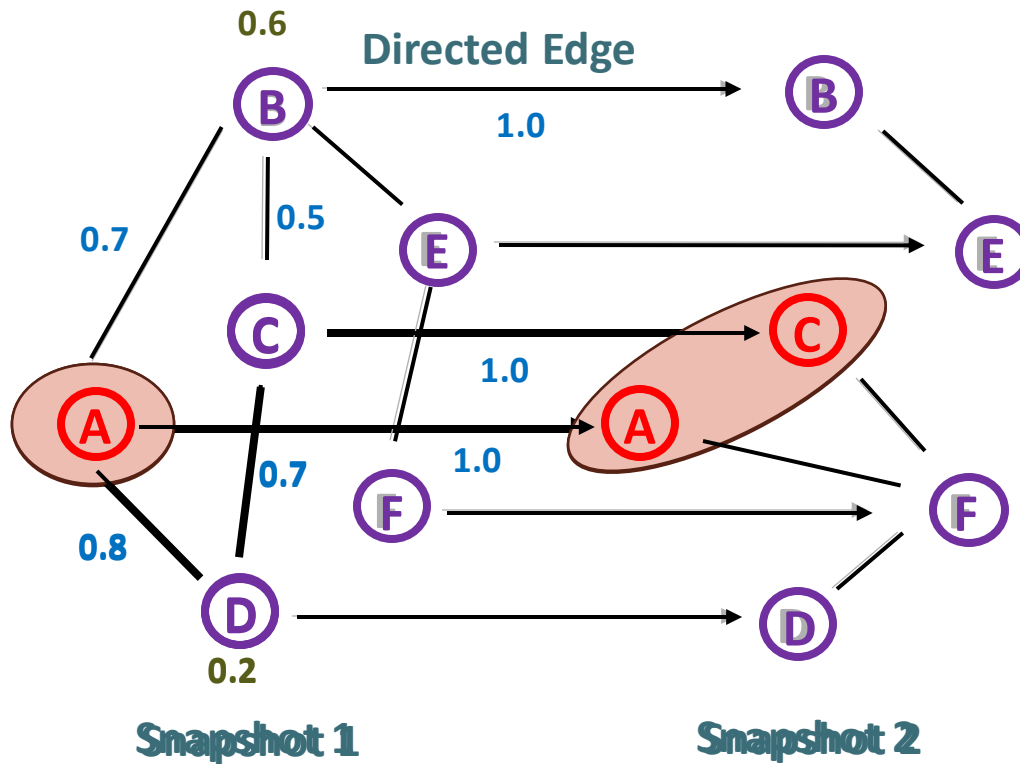 0.6
Directed Edge
B
B
1.0
0.7
0.5
E
E
C
C
1.0
A
A
1.0
0.7
F
F
0.8
D
D
0.2
Snapshot 1
Snapshot 2